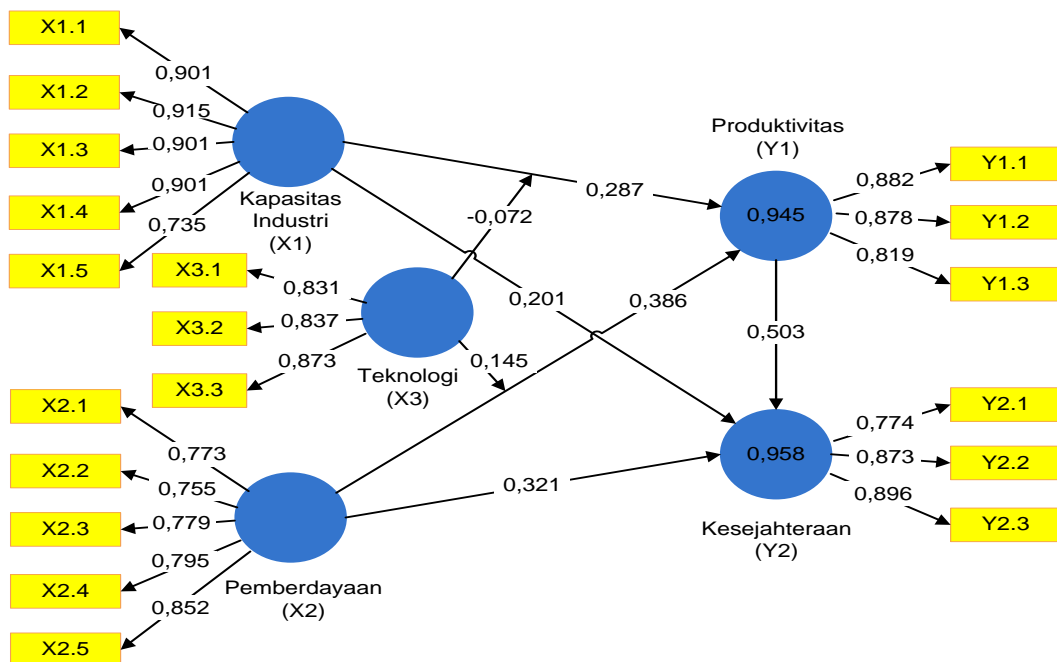 X1.1
X1.2
X1.3
X1.4
X1.5
0,901
0,915
0,901
0,901
0,735
Kapasitas
Industri
(X1)
X3.1
X3.2
X3.3
0,831
0,837
0,873
Teknologi
(X3)
-0,072
0,145
X2.1
X2.2
X2.3
X2.4
X2.5
0,773
0,755
0,779
0,795
0,852
Pemberdayaan
(X2)
0,287
0,201
0,386
0,321
Produktivitas
(Y1)
0,945
0,882
0,878
0,819
Y1.1
Y1.2
Y1.3
0,503
0,958
Kesejahteraan
(Y2)
0,774
0,873
0,896
Y2.1
Y2.2
Y2.3